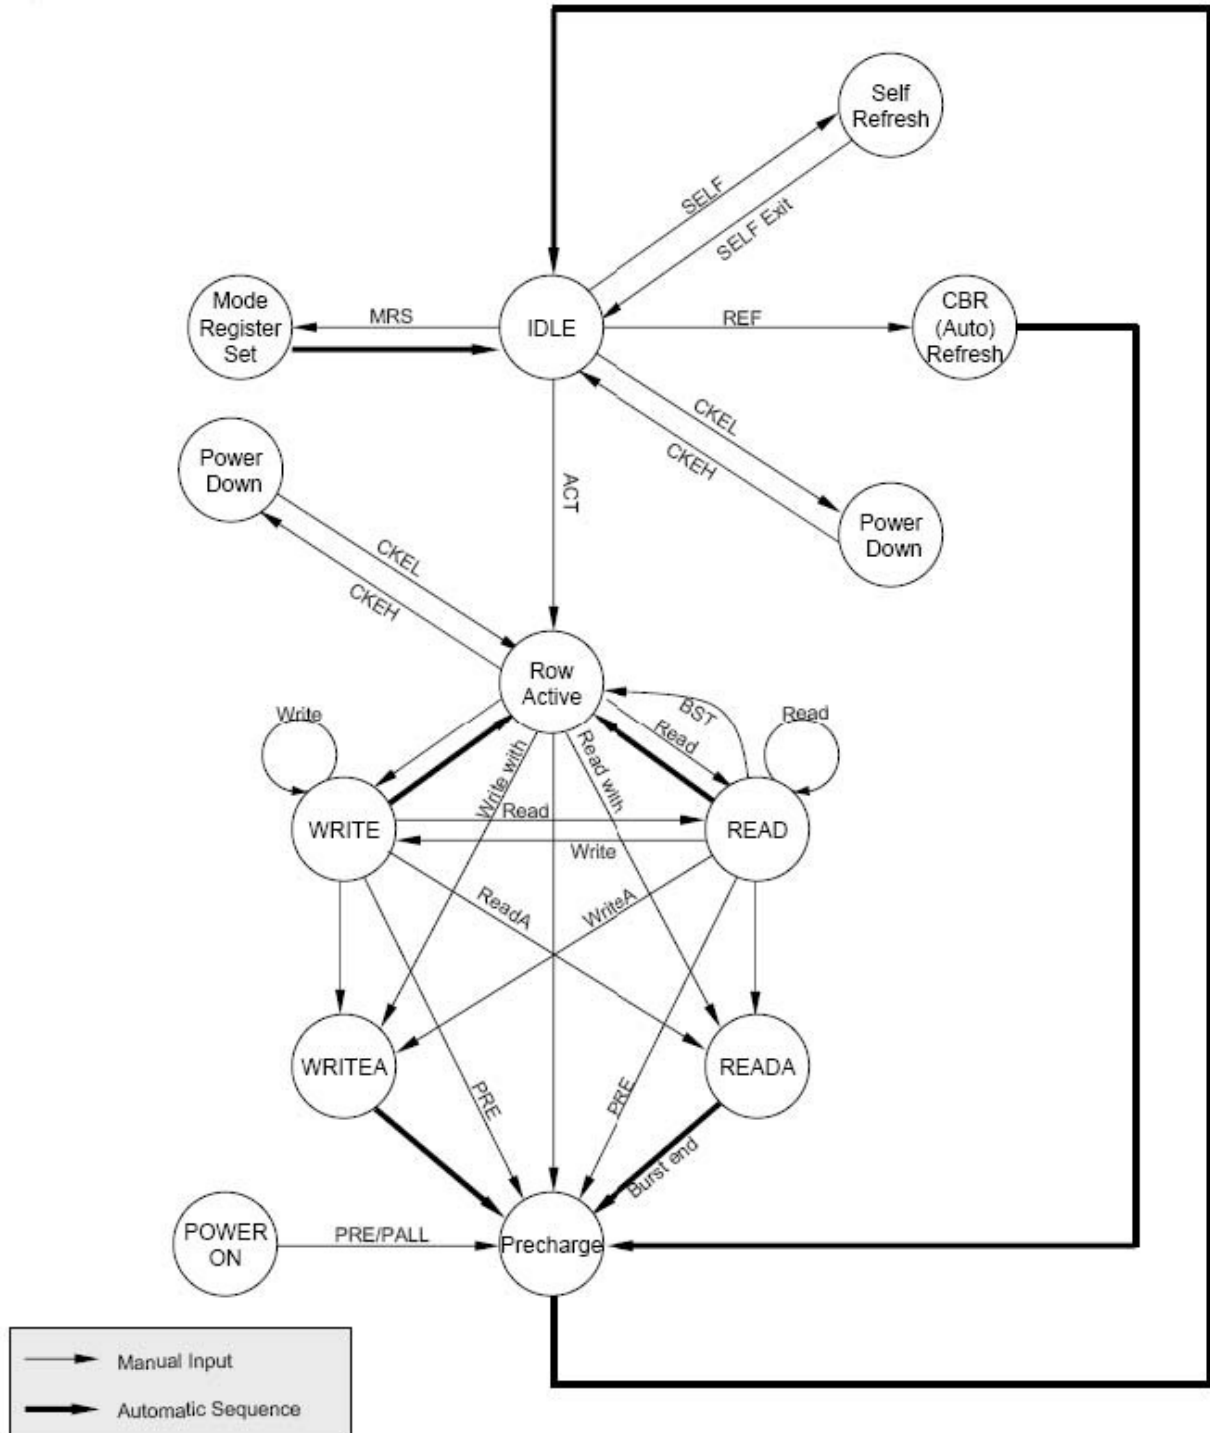 Self
Refresh
SELF
SELF Exit
Mode
Register
Set
MRS
IDLE
REF
CBR
(Auto)
Refresh
CKEL
CKEH
Power
Down
Power
Down
ACT
CKEL
CKEH
Row
Active
BST
Read
Write
Read
Write with
Read with
WRITE
Read
READ
Write
ReadA
WriteA
WRITEA
READA
PRE
PRE
Burst end
POWER
ON
PRE/PALL
Precharge
Manual Input
Automatic Sequence